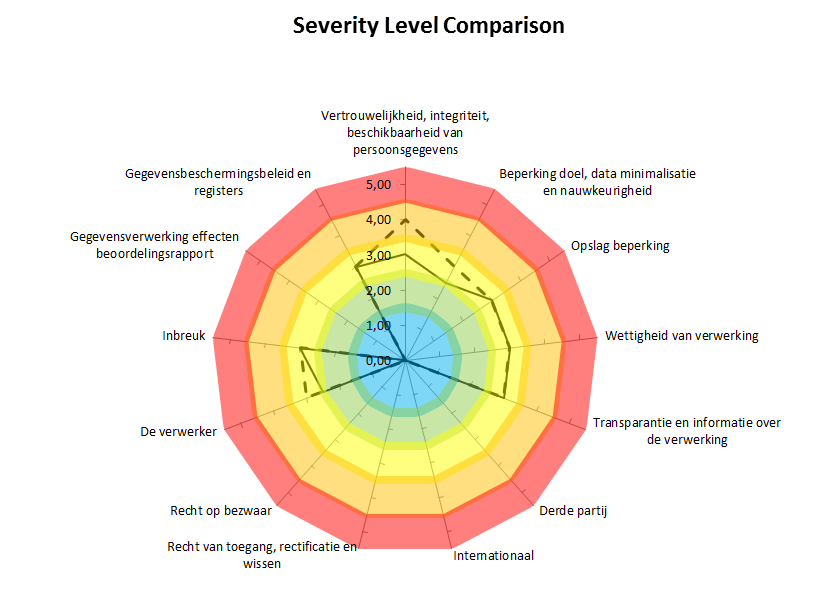 Severity Level Comparison
Vertrouwelijkheid, integriteit,
beschikbaarheid van
persoonsgegevens
Gegevensbeschermingsbeleid en
registers
Beperking doel, data minimalisatie
en nauwkeurigheid
5,00
4,00
3,00
2,00
1,00
0,00
Gegevensverwerking effecten
beoordelingsrapport
Opslag beperking
Inbreuk
Wettigheid van verwerking
De verwerker
Transparantie en informatie over
de verwerking
Recht op bezwaar
Derde partij
Recht van toegang, rectificatie en
wissen
Internationaal